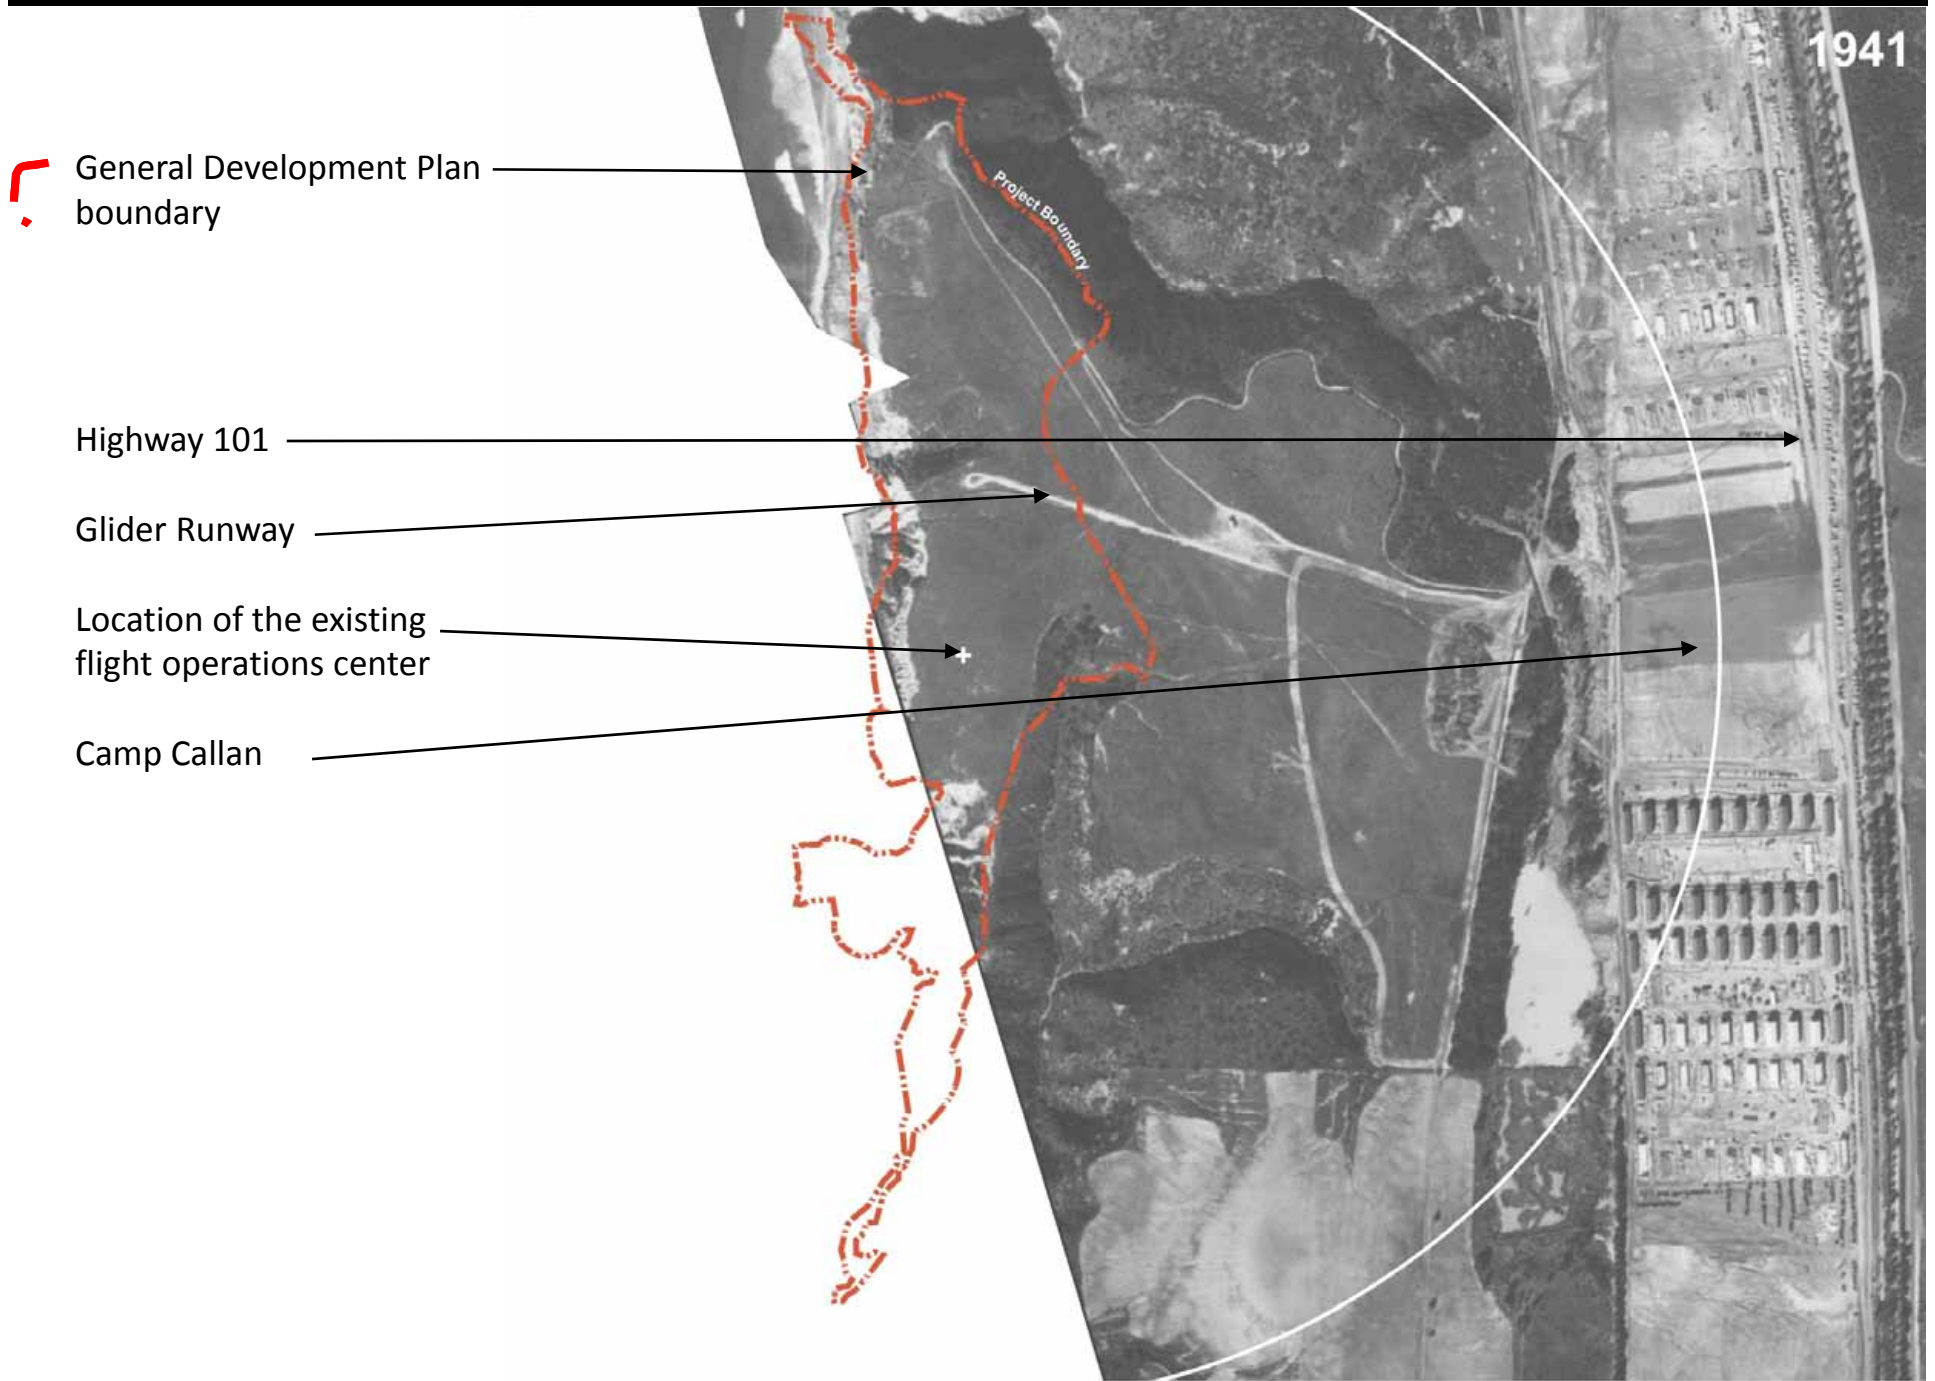 1941
General Development Plan
boundary
Project Boundary
Highway 101
Glider Runway
Location of the existing
flight operations center
Camp Callan